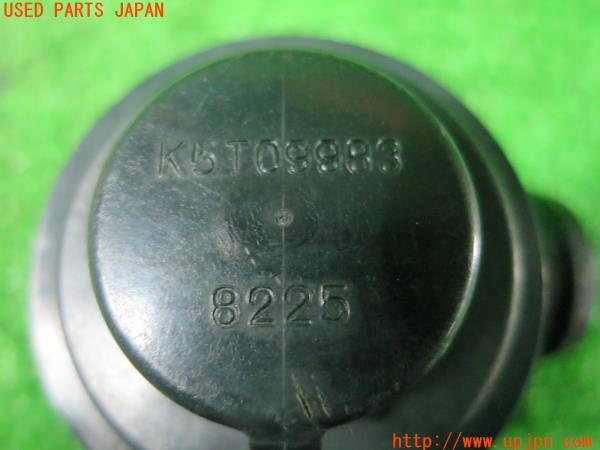 USED PARTS JAPAN
K5T09983
8225
http://www.upjpn.com